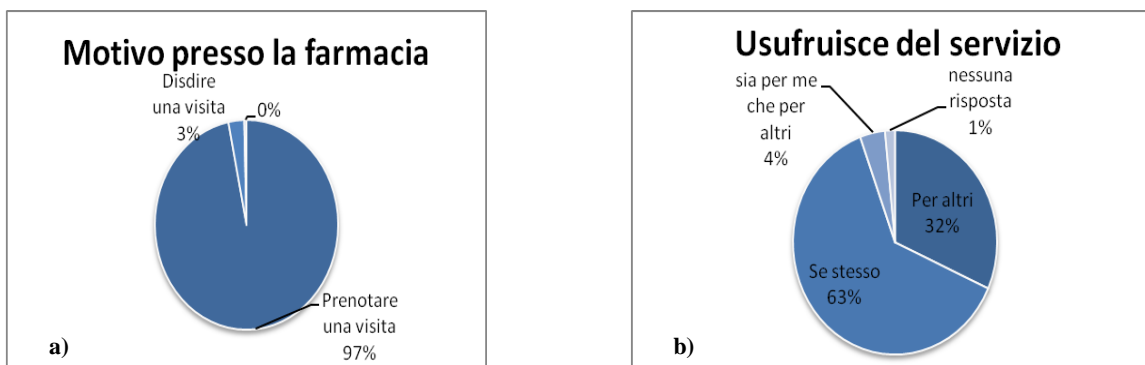 Motivo presso la farmacia
Disdire
una visita
3%
0%
Prenotare
una visita
97%
a)
Usufruisce del servizio
sia per me
che per
altri
4%
nessuna
risposta
1%
Per altri
32%
Se stesso
63%
b)